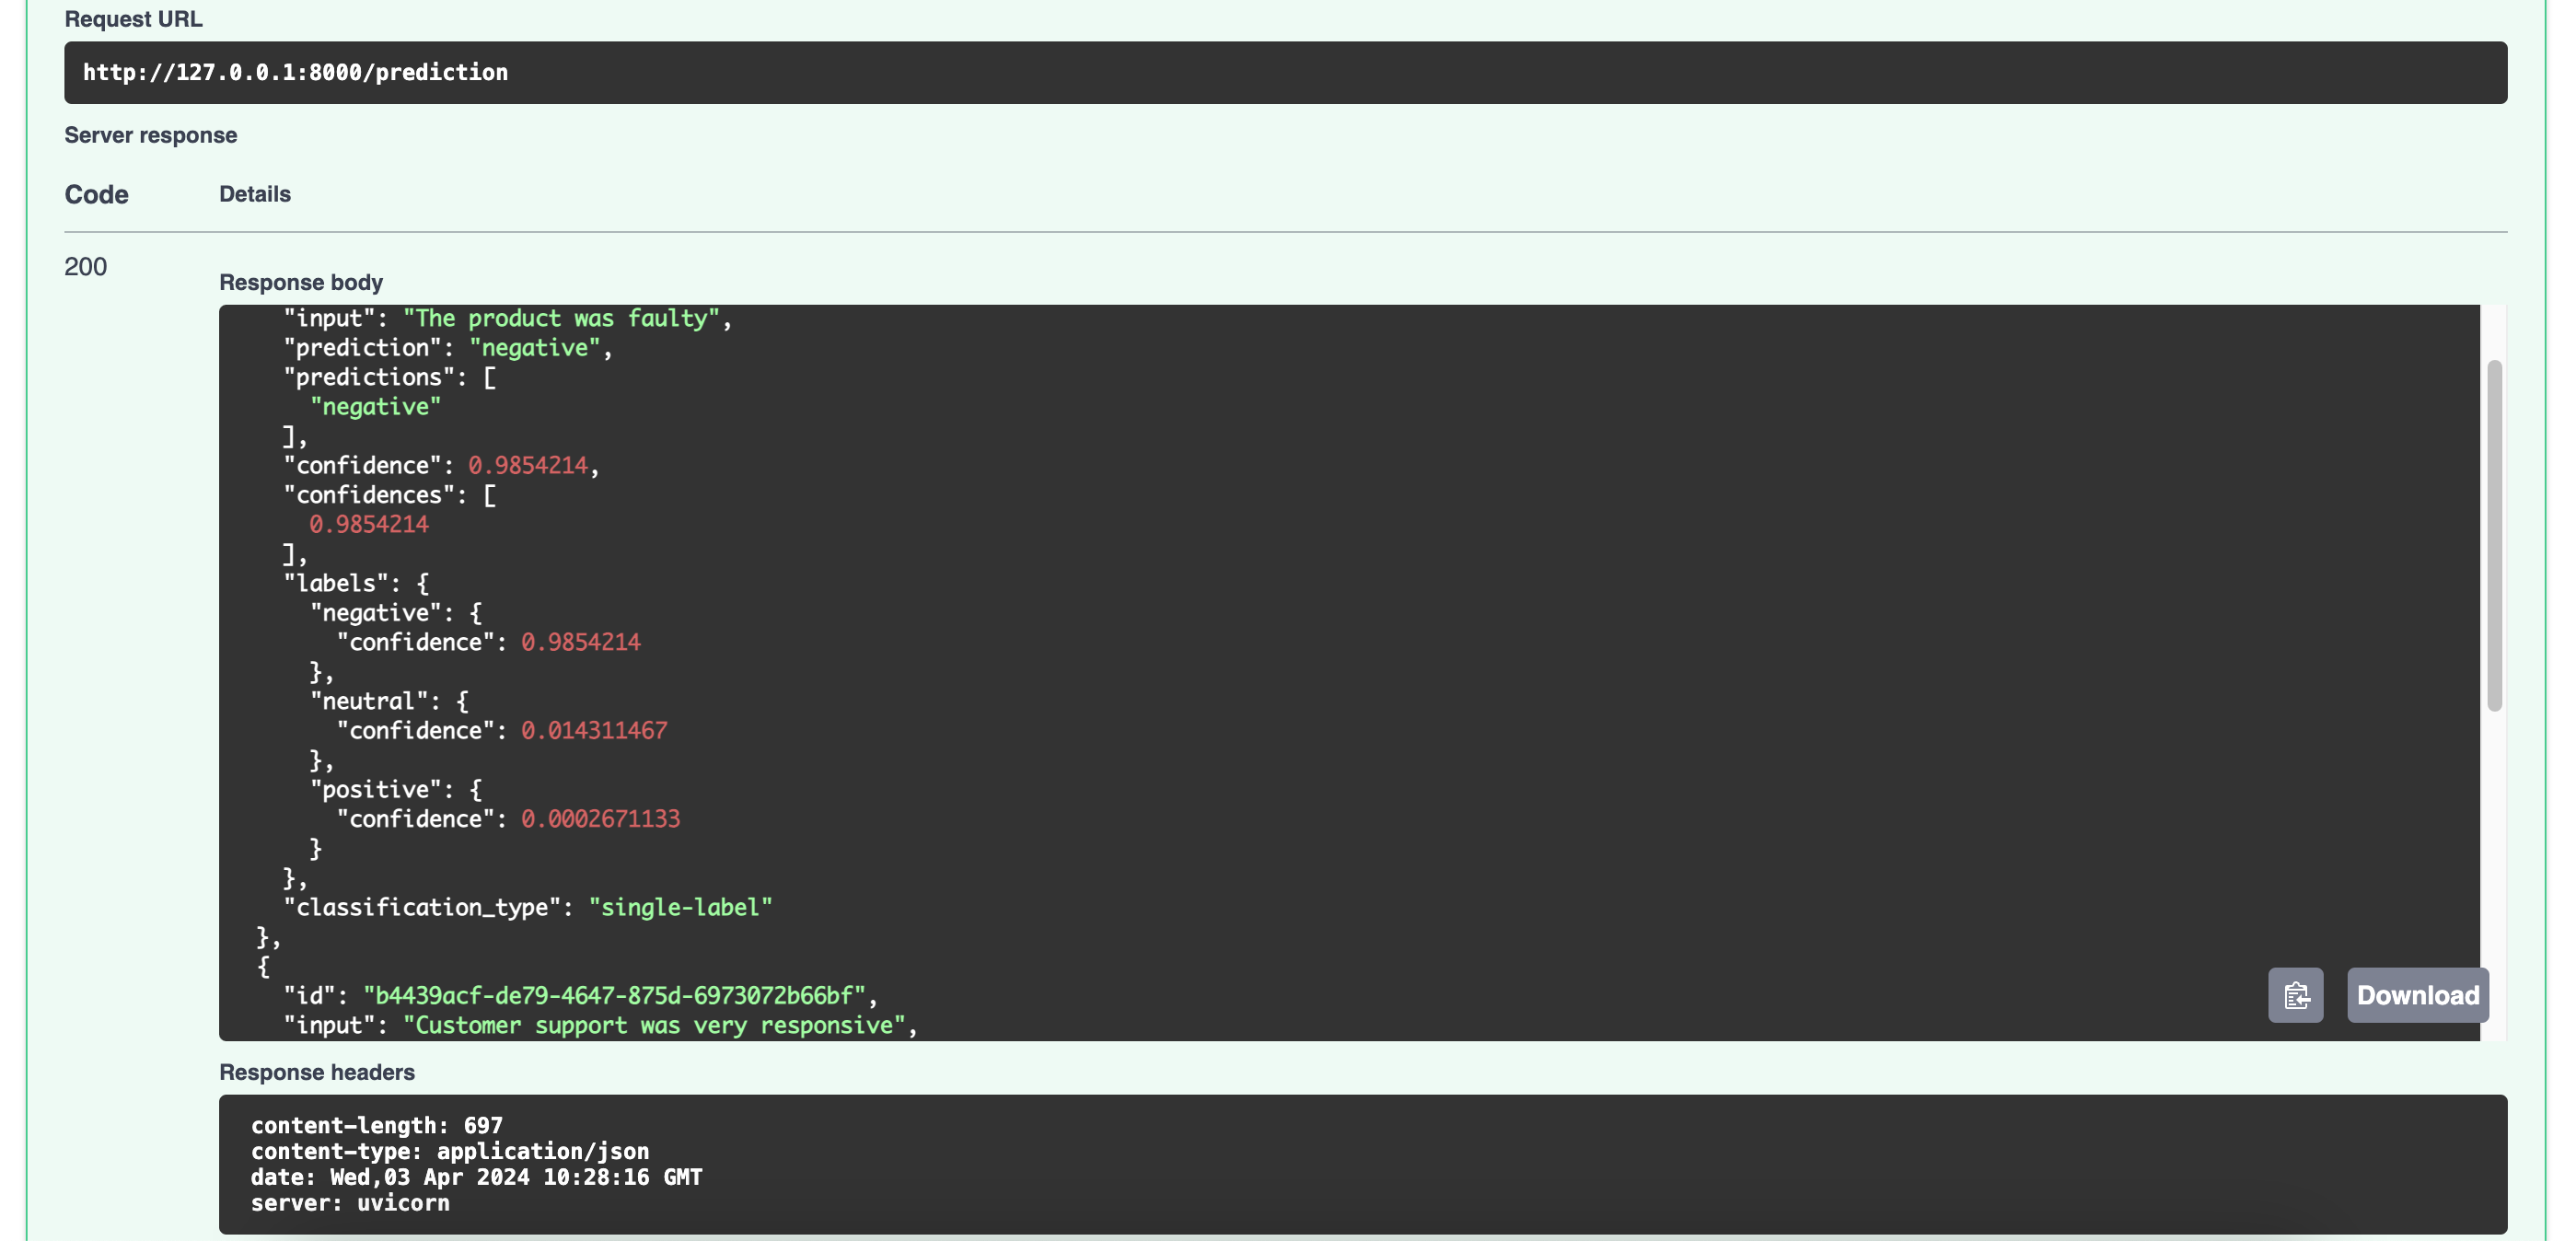 Request URL
http://127.0.0.1:8000/prediction
Server response
Code Details
200
Response body
"input": "The product was faulty",
"prediction": "negative",
"predictions": [
"negative"
],
"confidence": 0.9854214,
"confidences": [
0.9854214
],
"labels": {
"negative": {
"confidence": 0.9854214
},
"neutral": {
"confidence": 0.014311467
},
"positive": {
"confidence": 0.0002671133
}
},
"classification_type": "single-label"
},
{
"id": "b4439acf-de79-4647-875d-6973072b66bf",
"input": "Customer support was very responsive",
Download
Response headers
content-length: 697
content-type: application/json
date: Wed,03 Apr 2024 10:28:16 GMT
server: uvicorn